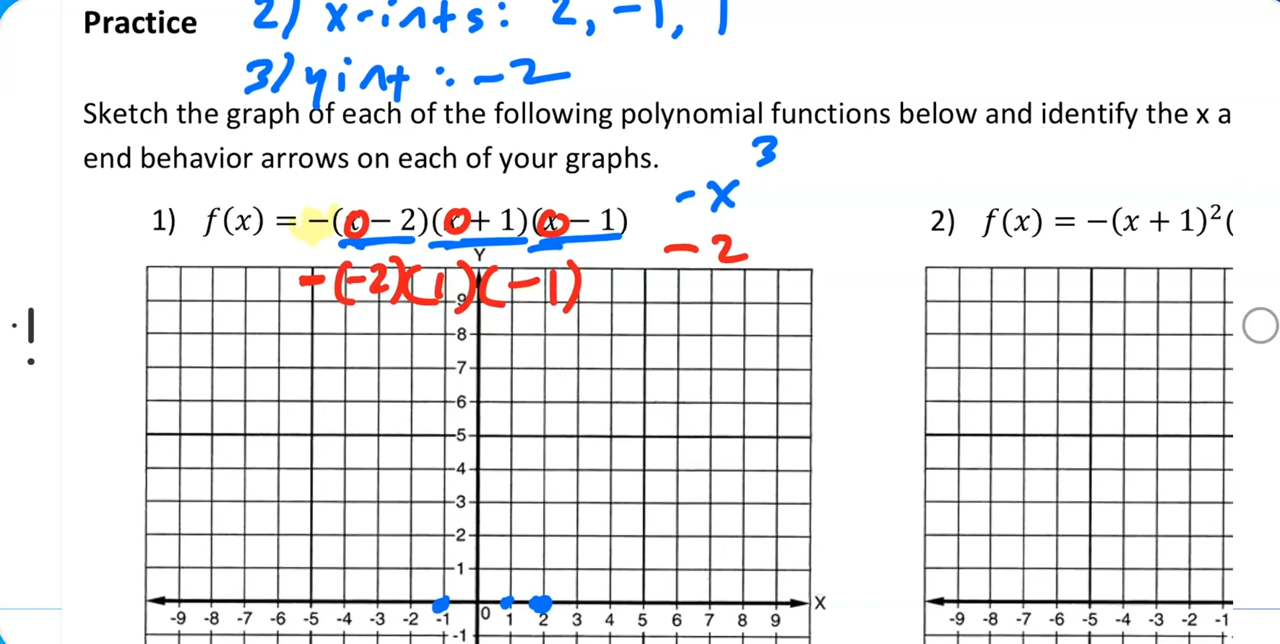 Practice
2) x-ints: 2, -1, 1
3) y int : -2
Sketch the graph of each of the following polynomial functions below and identify the x a
end behavior arrows on each of your graphs.
-x³
1) f(x) = -(0 - 2)(0 + 1)(0 - 1)
-2
-(-2)(1)(-1)
2) f(x) = -(x + 1)²(
Y
9
8
7
6
5
4
3
2
1
X
-9 -8 -7 -6 -5 -4 -3 -2 -1 0 1 2 3 4 5 6 7 8 9
-1
-9 -8 -7 -6 -5 -4 -3 -2 -1